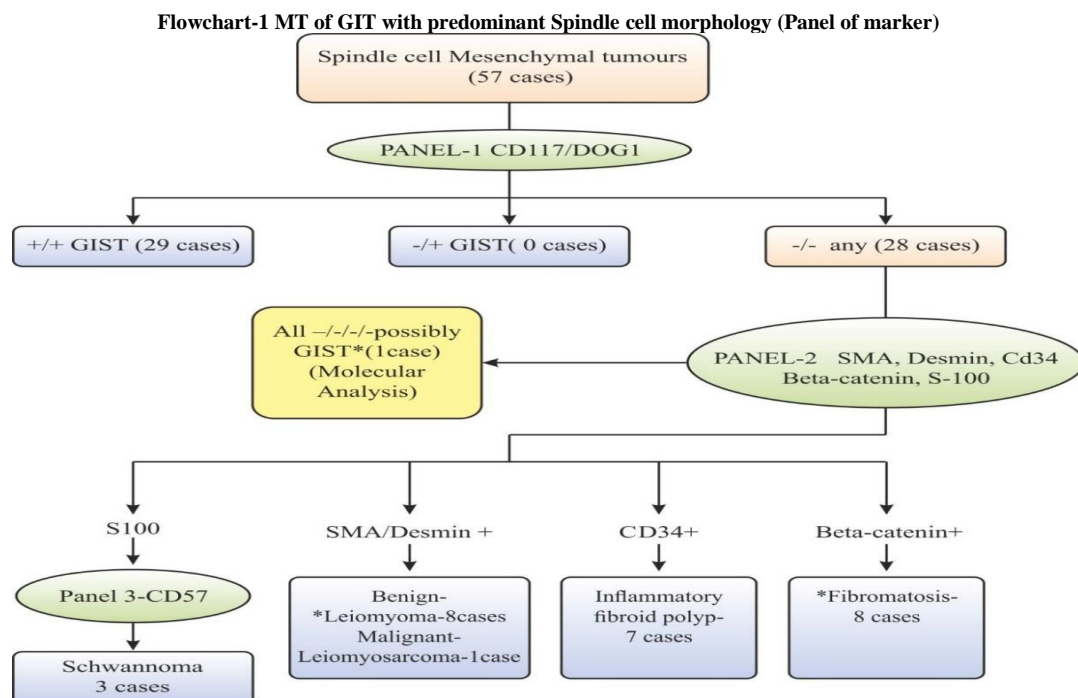 Flowchart-1 MT of GIT with predominant Spindle cell morphology (Panel of marker)
Spindle cell Mesenchymal tumours
(57 cases)
PANEL-1 CD117/DOG1
+/+ GIST (29 cases)
-/+ GIST( 0 cases)
-/- any (28 cases)
All –/-/-/-possibly
GIST*(1case)
(Molecular
Analysis)
PANEL-2 SMA, Desmin, Cd34
Beta-catenin, S-100
S100
SMA/Desmin +
CD34+
Beta-catenin+
Panel 3-CD57
Schwannoma
3 cases
Benign-
*Leiomyoma-8cases
Malignant-
Leiomyosarcoma-1case
Inflammatory
fibroid polyp-
7 cases
*Fibromatosis-
8 cases